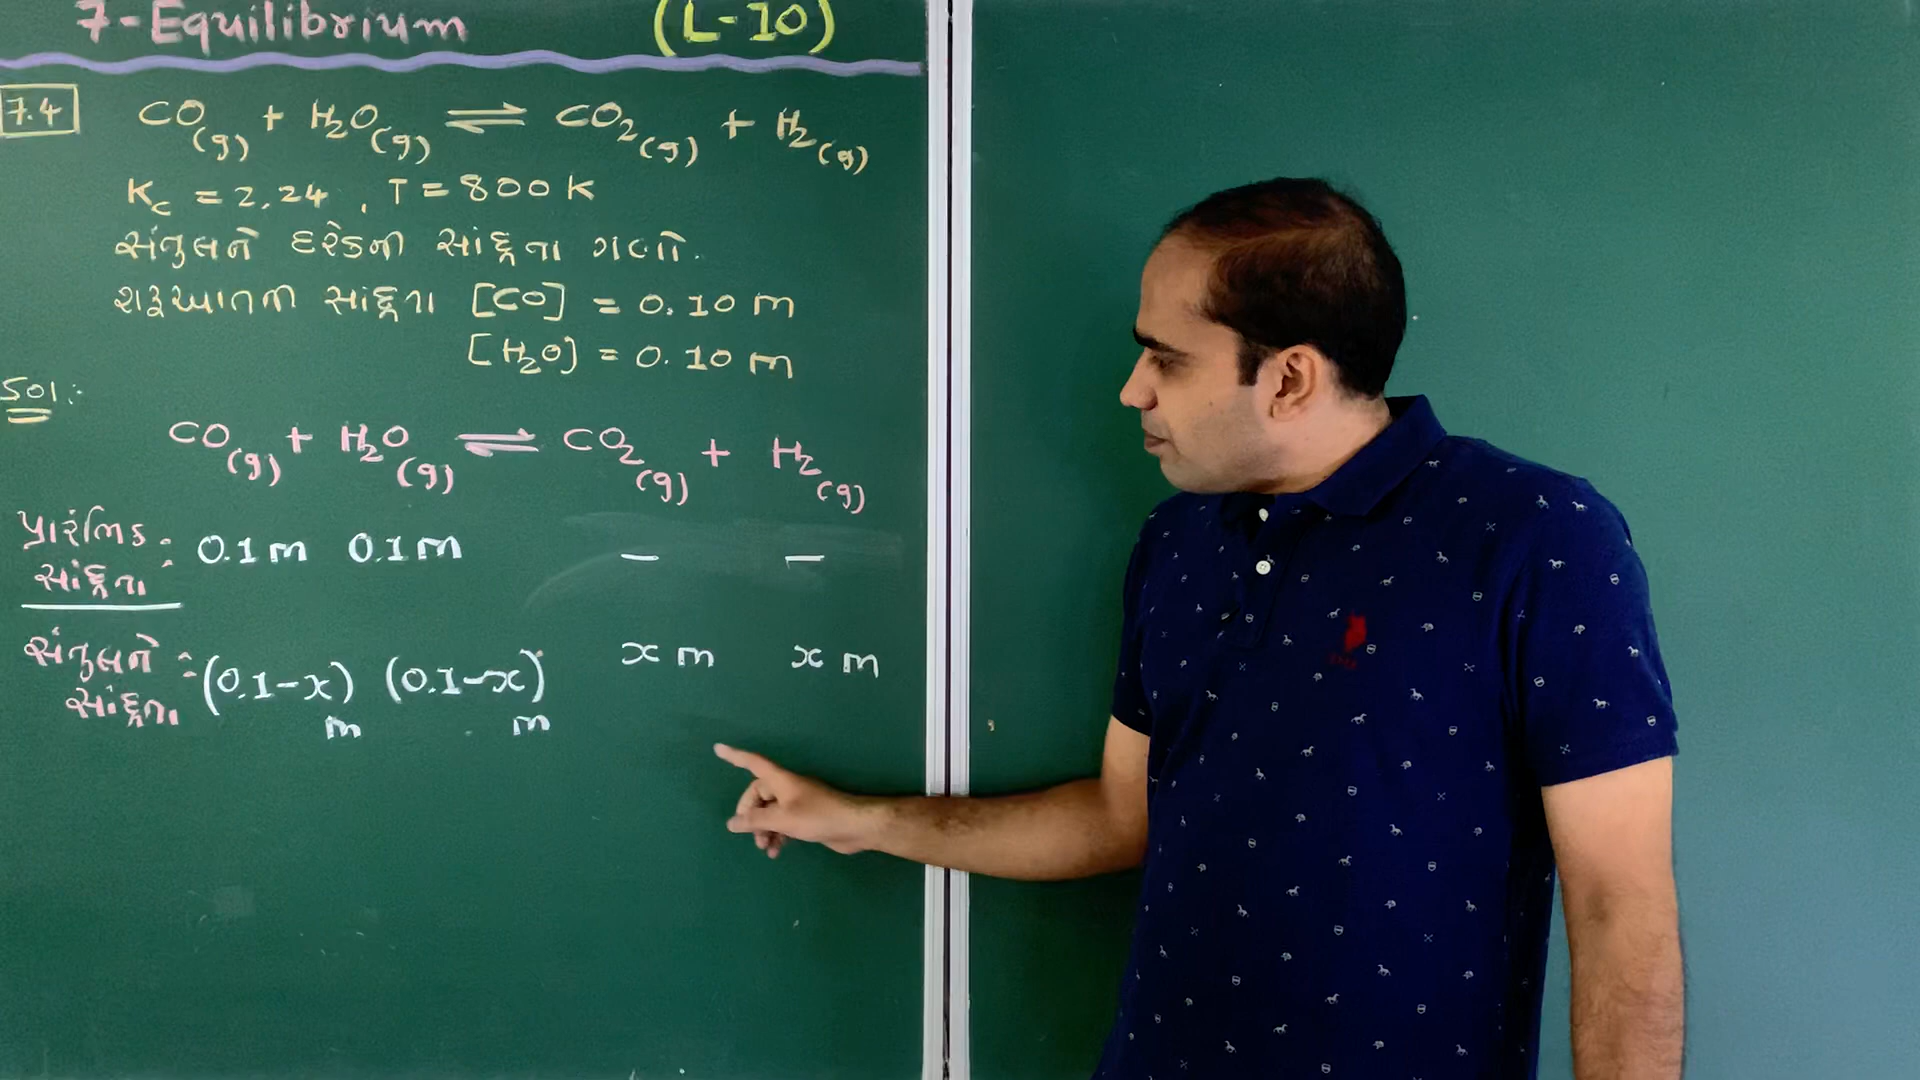 7-Equilibrium (L-10)
7.4 CO(g) + H₂O(g) ⇌ CO₂(g) + H₂(g)
Kc = 2.24, T = 800 K
સંતુલને દરેકની સાંદ્રતા ગણો.
શરૂઆતની સાંદ્રતા [CO] = 0.10 m
[H₂O] = 0.10 m
Sol:-
CO(g) + H₂O(g) ⇌ CO₂(g) + H₂(g)
પ્રારંભિક સાંદ્રતા : 0.1 m 0.1 m – –
સંતુલને સાંદ્રતા : (0.1-x) m (0.1-x) m x m x m